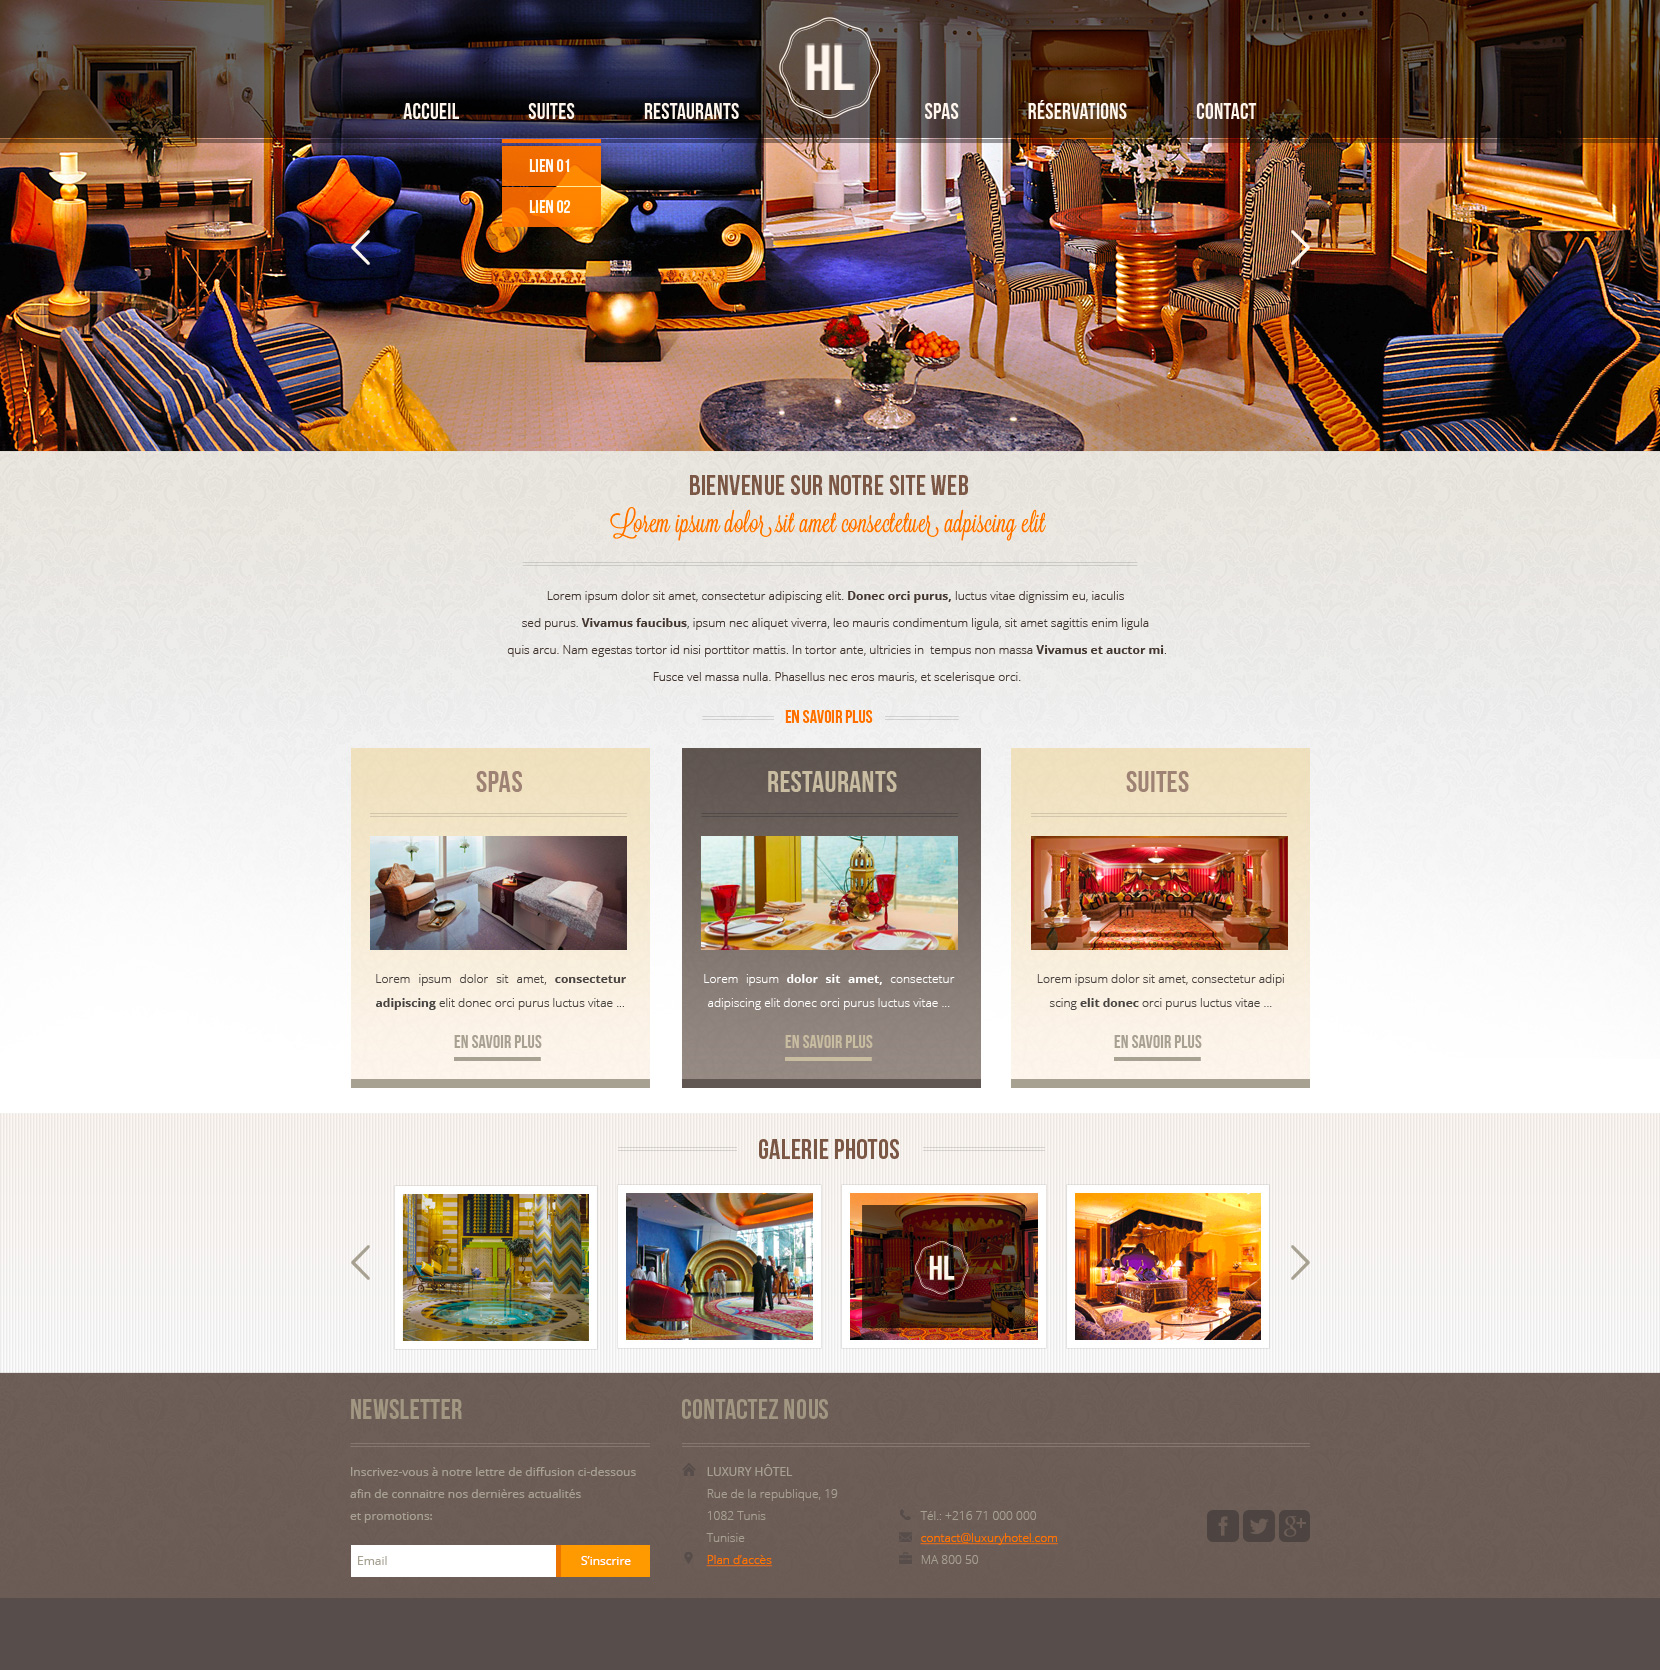 HL
ACCUEIL
SUITES
RESTAURANTS
SPAS
RÉSERVATIONS
CONTACT
LIEN 01
LIEN 02
BIENVENUE SUR NOTRE SITE WEB
Lorem ipsum dolor sit amet consectetuer adpiscing elit
Lorem ipsum dolor sit amet, consectetur adipiscing elit. Donec orci purus, luctus vitae dignissim eu, iaculis
sed purus. Vivamus faucibus, ipsum nec aliquet viverra, leo mauris condimentum ligula, sit amet sagittis enim ligula
quis arcu. Nam egestas tortor id nisi porttitor mattis. In tortor ante, ultricies in tempus non massa Vivamus et auctor mi.
Fusce vel massa nulla. Phasellus nec eros mauris, et scelerisque orci.
EN SAVOIR PLUS
SPAS
Lorem ipsum dolor sit amet, consectetur
adipiscing elit donec orci purus luctus vitae ...
EN SAVOIR PLUS
RESTAURANTS
Lorem ipsum dolor sit amet, consectetur
adipiscing elit donec orci purus luctus vitae ...
EN SAVOIR PLUS
SUITES
Lorem ipsum dolor sit amet, consectetur adipi
scing elit donec orci purus luctus vitae ...
EN SAVOIR PLUS
GALERIE PHOTOS
HL
NEWSLETTER
Inscrivez-vous à notre lettre de diffusion ci-dessous
afin de connaitre nos dernières actualités
et promotions:
Email
S'inscrire
CONTACTEZ NOUS
LUXURY HÔTEL
Rue de la republique, 19
1082 Tunis
Tunisie
Plan d'accès
Tél.: +216 71 000 000
contact@luxuryhotel.com
MA 800 50